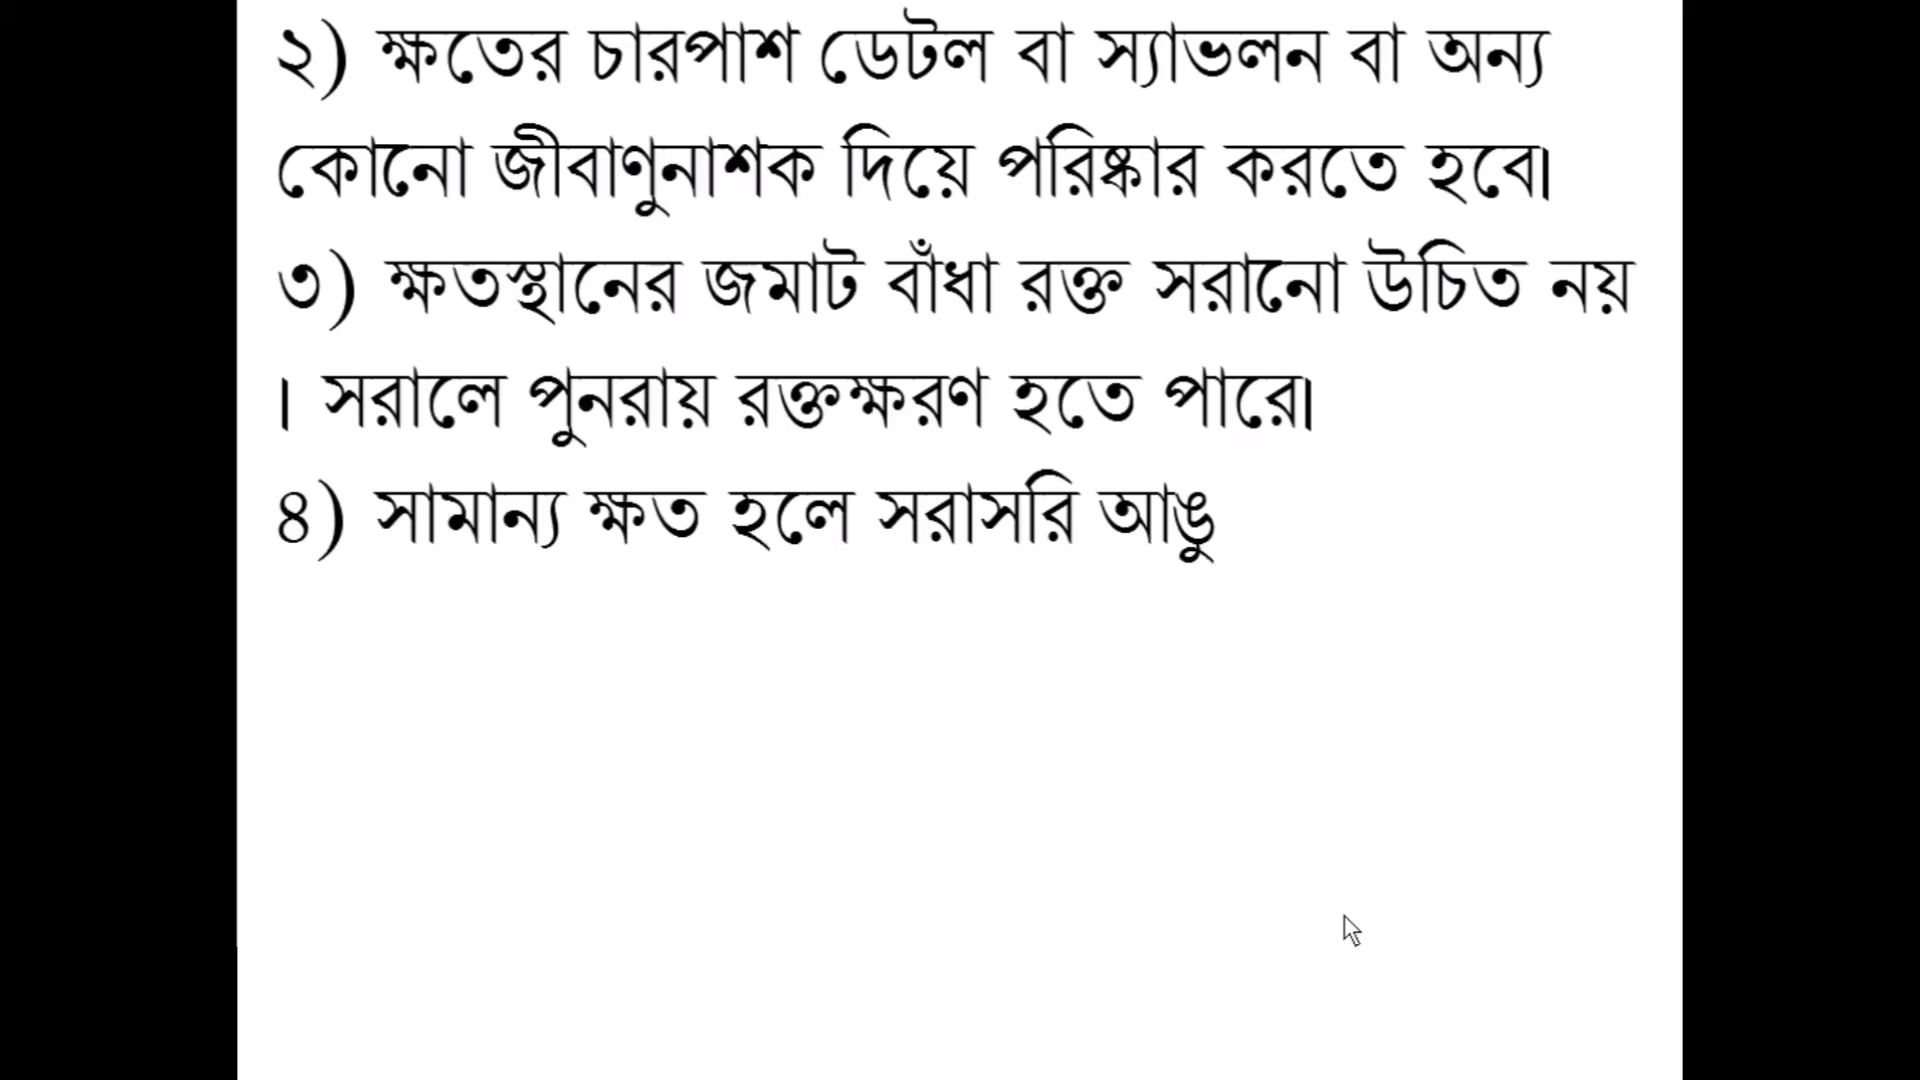 ২) ক্ষতের চারপাশ ডেটল বা স্যাভলন বা অন্য
কোনো জীবাণুনাশক দিয়ে পরিষ্কার করতে হবে।
৩) ক্ষতস্থানের জমাট বাঁধা রক্ত সরানো উচিত নয়
। সরালে পুনরায় রক্তক্ষরণ হতে পারে।
৪) সামান্য ক্ষত হলে সরাসরি আঙু